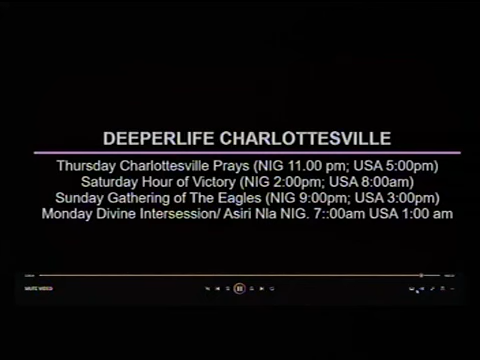 DEEPERLIFE CHARLOTTESVILLE
Thursday Charlottesville Prays (NIG 11.00 pm; USA 5:00pm)
Saturday Hour of Victory (NIG 2:00pm; USA 8:00am)
Sunday Gathering of The Eagles (NIG 9:00pm; USA 3:00pm)
Monday Divine Intersession/ Asiri Nla NIG. 7::00am USA 1:00 am
MUTE VIDEO